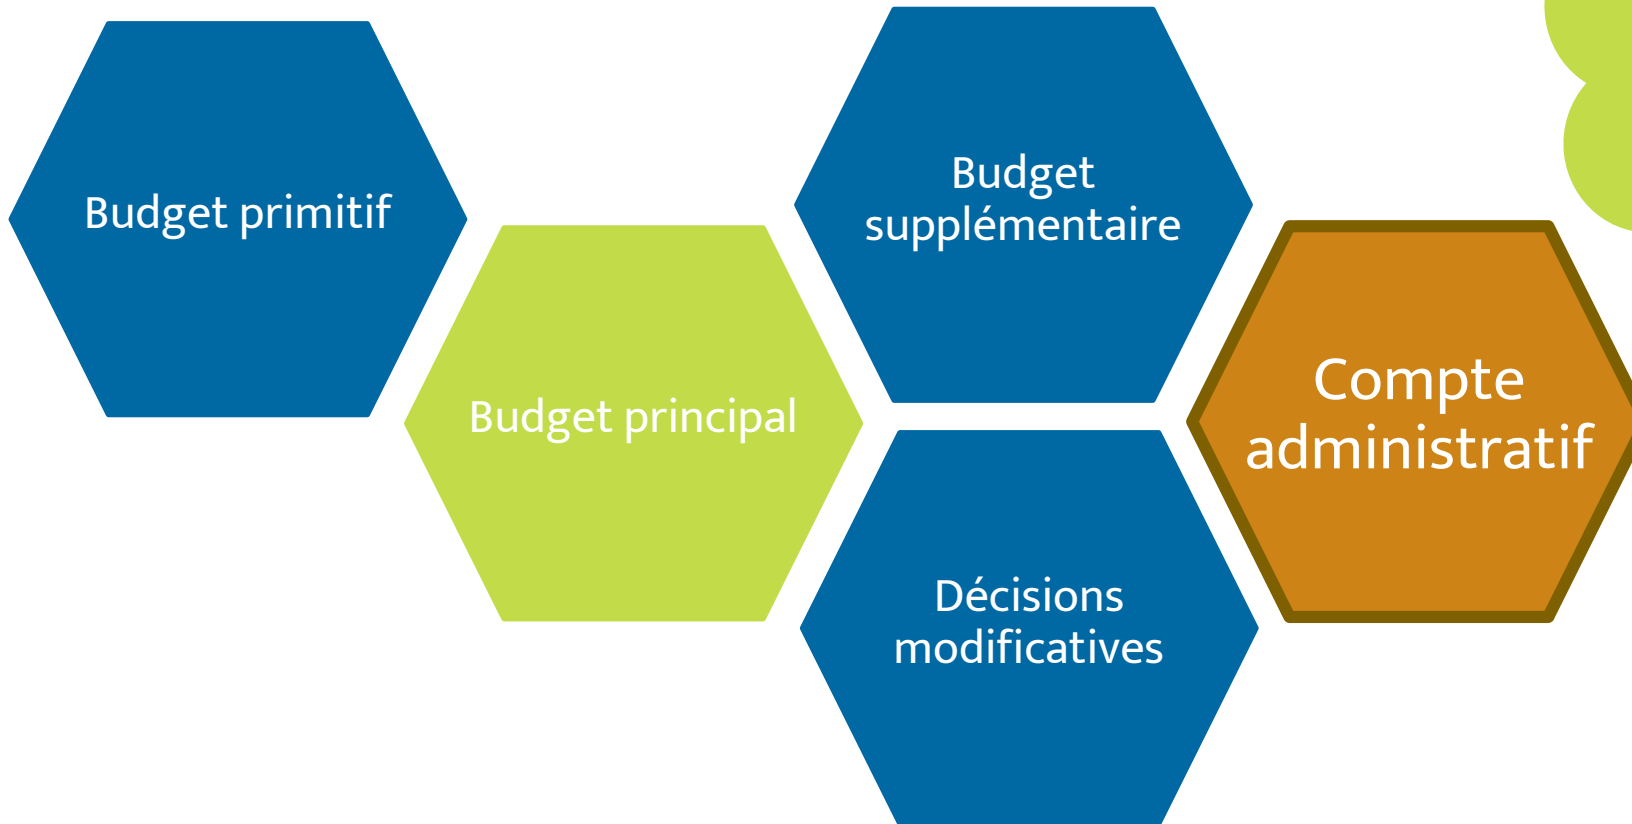 Budget primitif
Budget principal
Budget
supplémentaire
Décisions
modificatives
Compte
administratif